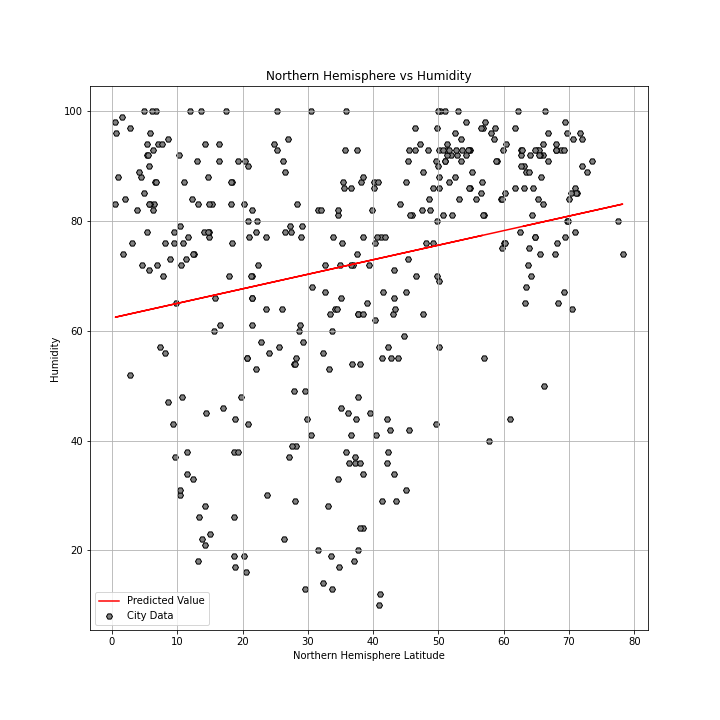 Northern Hemisphere vs Humidity
100
80
60
40
20
Humidity
Predicted Value
City Data
0 10 20 30 40 50 60 70 80
Northern Hemisphere Latitude